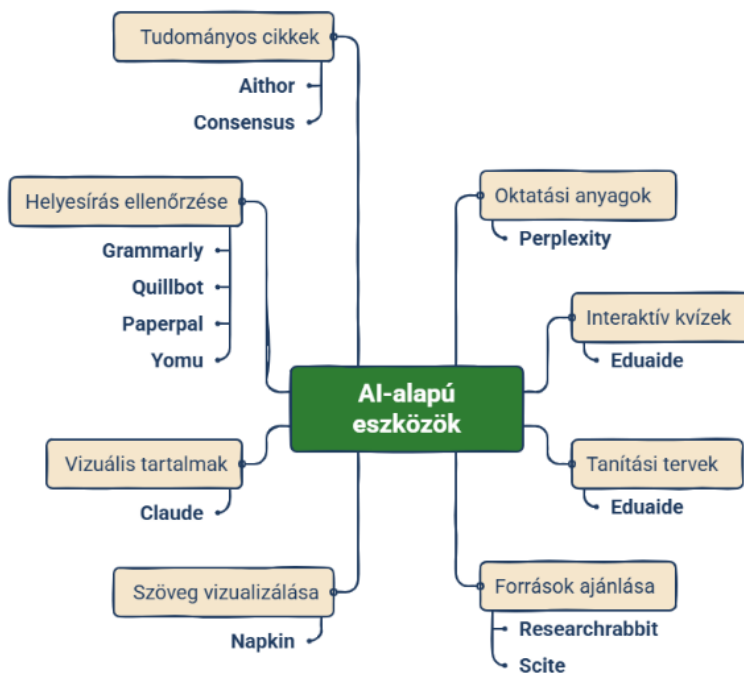 Tudományos cikkek
Aithor
Consensus
Helyesírás ellenőrzése
Grammarly
Quillbot
Paperpal
Yomu
Vizuális tartalmak
Claude
Szöveg vizualizálása
Napkin
AI-alapú
eszközök
Oktatási anyagok
Perplexity
Interaktív kvízek
Eduaide
Tanítási tervek
Eduaide
Források ajánlása
Researchrabbit
Scite